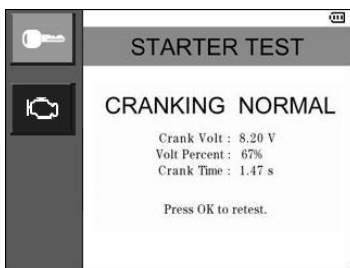 STARTER TEST
CRANKING NORMAL
Crank Volt : 8.20 V
Volt Percent : 67%
Crank Time : 1.47 s
Press OK to retest.